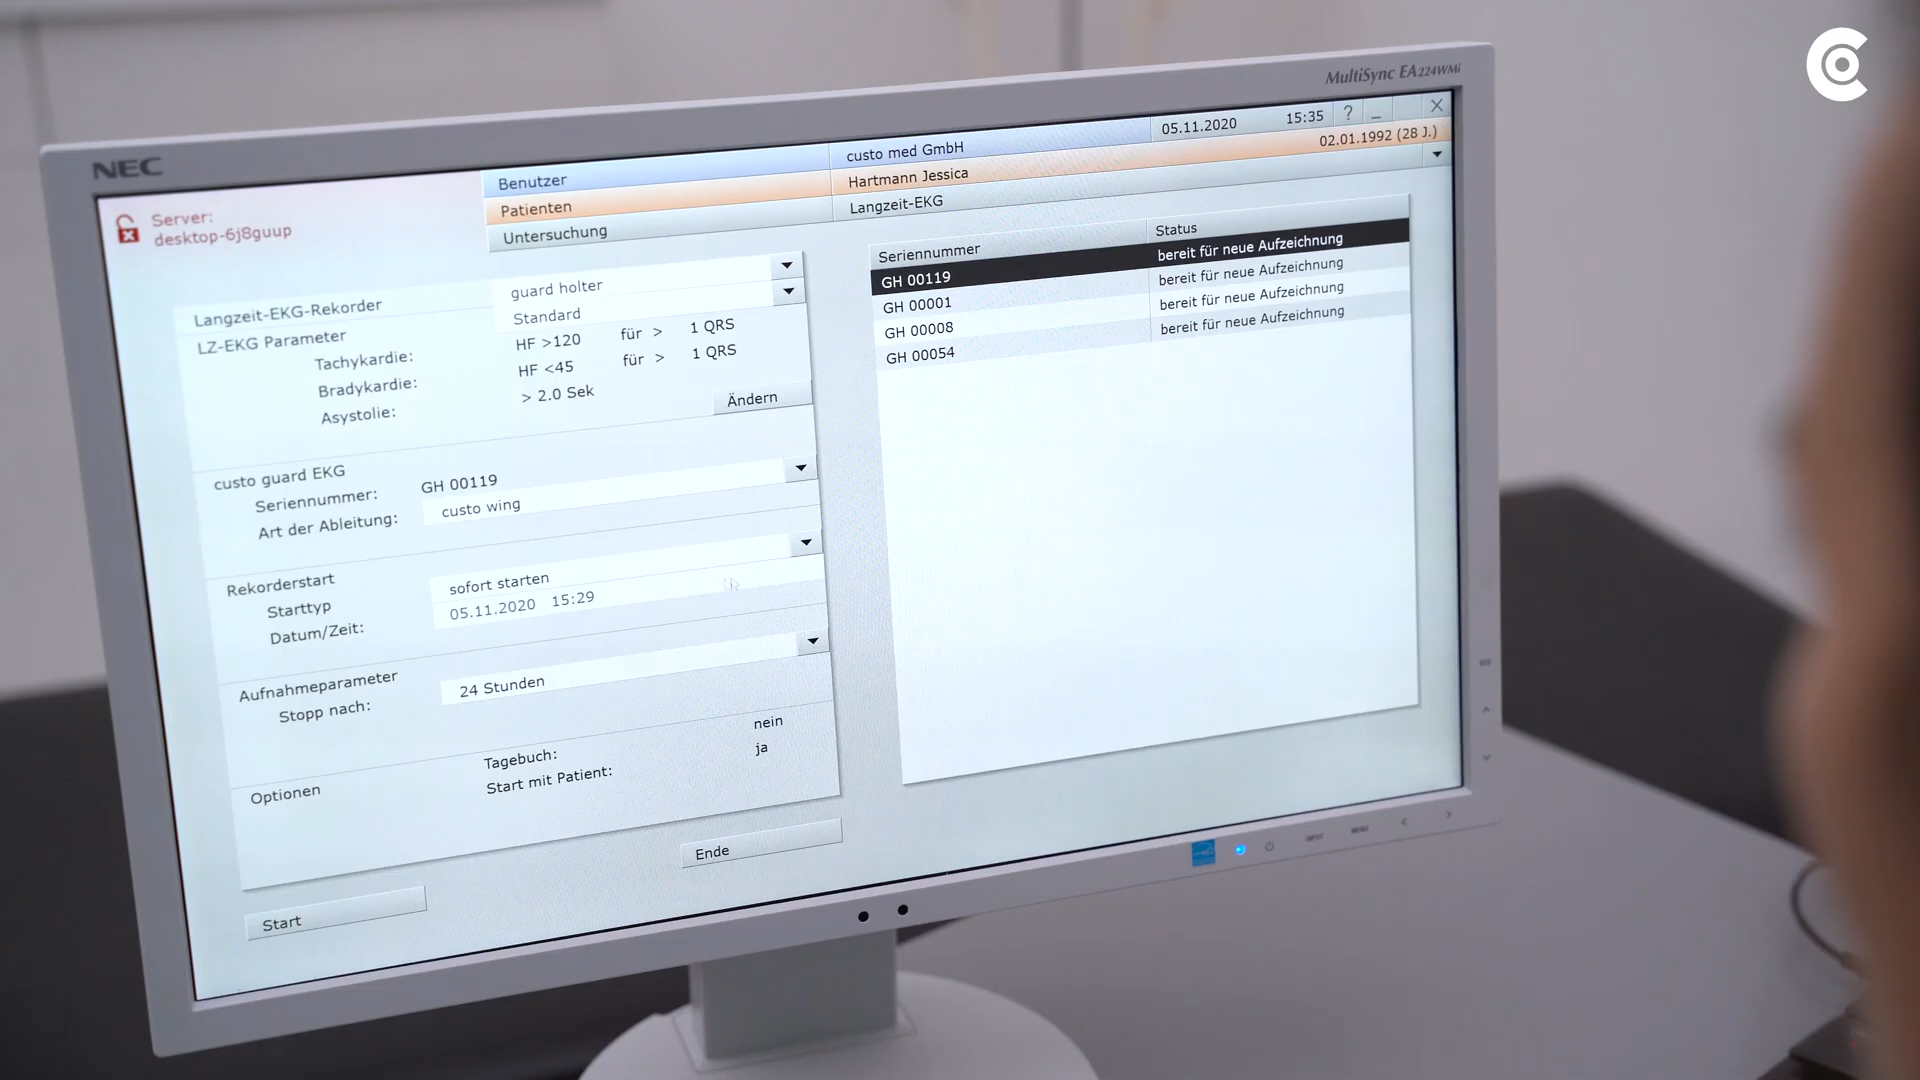 MultiSync EA224WMi
NEC
Server:
desktop-6j8guup
Benutzer custo med GmbH 05.11.2020 15:35 ?
Patienten Hartmann Jessica 02.01.1992 (28 J.)
Untersuchung Langzeit-EKG
Langzeit-EKG-Rekorder guard holter
LZ-EKG Parameter Standard
Tachykardie: HF >120 für > 1 QRS
Bradykardie: HF <45 für > 1 QRS
Asystolie: > 2.0 Sek
Ändern
custo guard EKG
Seriennummer: GH 00119
Art der Ableitung: custo wing
Rekorderstart
Starttyp sofort starten
Datum/Zeit: 05.11.2020 15:29
Aufnahmeparameter
Stopp nach: 24 Stunden
Optionen
Tagebuch: nein
Start mit Patient: ja
Start Ende
Seriennummer Status
GH 00119 bereit für neue Aufzeichnung
GH 00001 bereit für neue Aufzeichnung
GH 00008 bereit für neue Aufzeichnung
GH 00054 bereit für neue Aufzeichnung
INPUT MENU